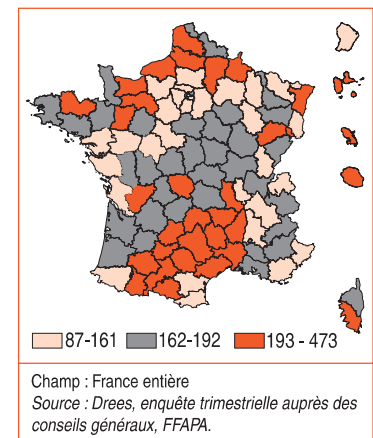 87-161 162-192 193 - 473
Champ : France entière
Source : Drees, enquête trimestrielle auprès des
conseils généraux, FFAPA.